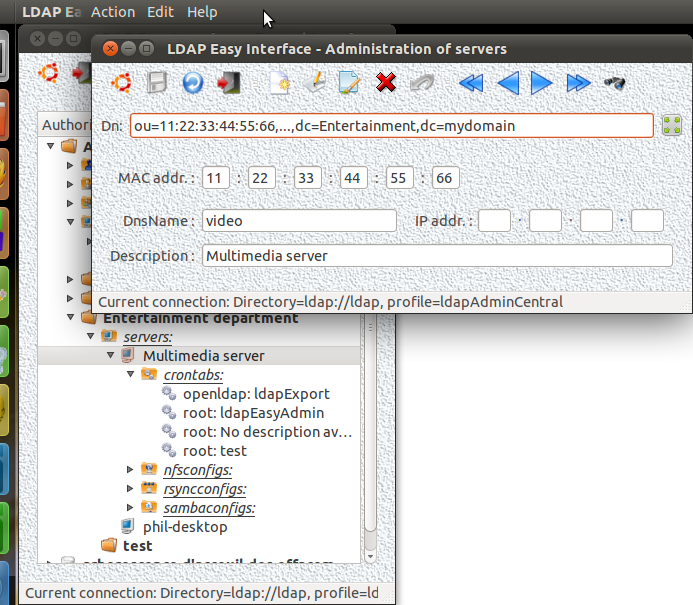 LDAP Ea Action Edit Help
LDAP Easy Interface - Administration of servers
Dn: ou=11:22:33:44:55:66,...,dc=Entertainment,dc=mydomain
MAC addr. : 11 : 22 : 33 : 44 : 55 : 66
DnsName : video IP addr. : . . .
Description : Multimedia server
Current connection: Directory=ldap://ldap, profile=ldapAdminCentral
Authori
A
Entertainment department
servers:
Multimedia server
crontabs:
openldap: ldapExport
root: ldapEasyAdmin
root: No description av...
root: test
nfsconfigs:
rsyncconfigs:
sambaconfigs:
phil-desktop
test
Current connection: Directory=ldap://ldap, profile=ld